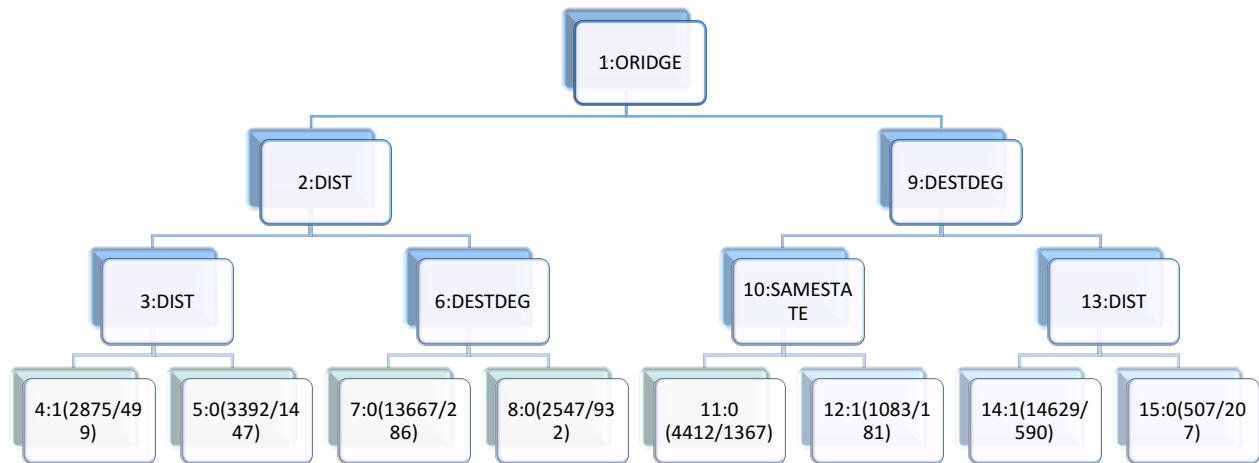 1:ORIDGE
2:DIST
9:DESTDEG
3:DIST
6:DESTDEG
10:SAMESTA
TE
13:DIST
4:1(2875/49
9)
5:0(3392/14
47)
7:0(13667/2
86)
8:0(2547/93
2)
11:0
(4412/1367)
12:1(1083/1
81)
14:1(14629/
590)
15:0(507/20
7)